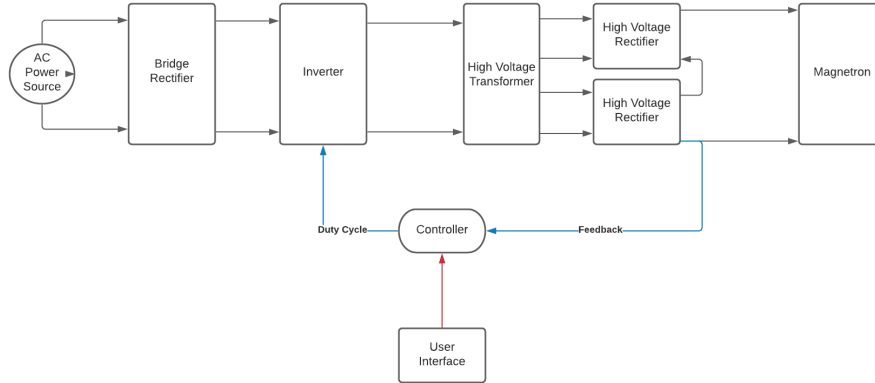 AC
Power
Source
Bridge
Rectifier
Inverter
High Voltage
Transformer
High Voltage
Rectifier
High Voltage
Rectifier
Magnetron
Duty Cycle
Controller
Feedback
User
Interface